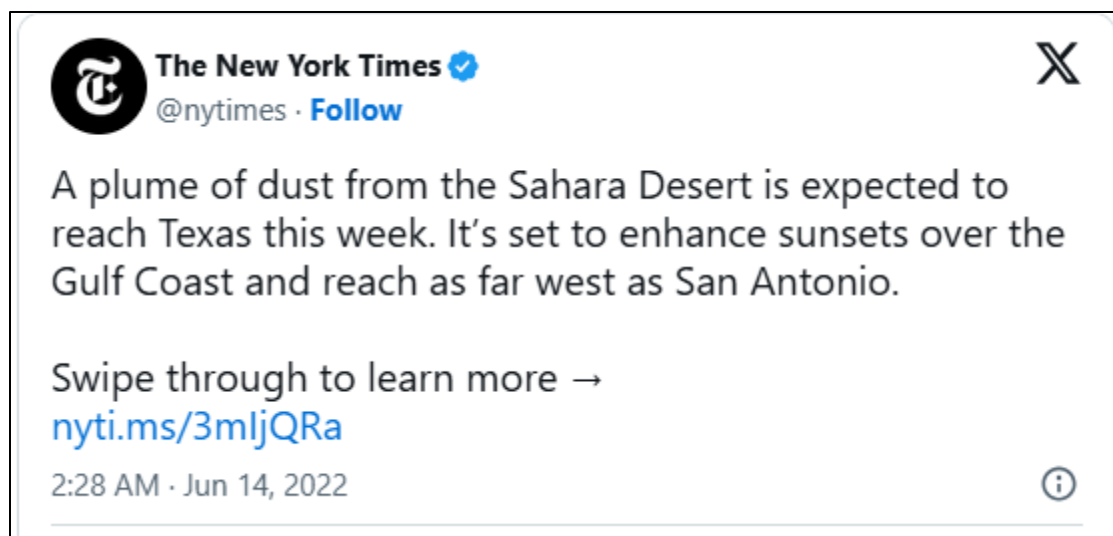 The New York Times
@nytimes · Follow
A plume of dust from the Sahara Desert is expected to
reach Texas this week. It’s set to enhance sunsets over the
Gulf Coast and reach as far west as San Antonio.
Swipe through to learn more →
nyti.ms/3mIjQRa
2:28 AM · Jun 14, 2022